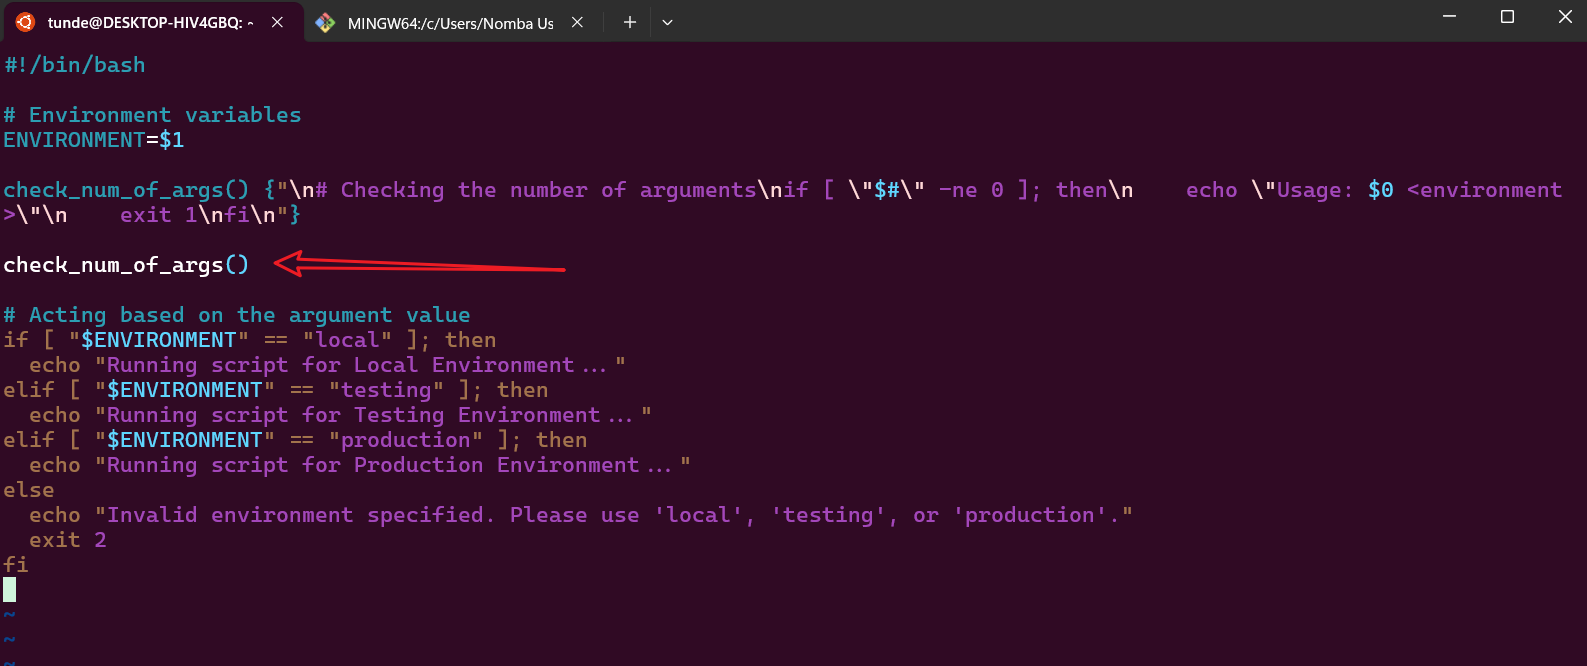 tunde@DESKTOP-HIV4GBQ: ~
MINGW64:/c/Users/Nomba Us
#!/bin/bash
# Environment variables
ENVIRONMENT=$1
check_num_of_args() {"\n# Checking the number of arguments\nif [ \"$#\" -ne 0 ]; then\n    echo \"Usage: $0 <environment
>\"\n    exit 1\nfi\n"}
check_num_of_args()
# Acting based on the argument value
if [ "$ENVIRONMENT" == "local" ]; then
  echo "Running script for Local Environment..."
elif [ "$ENVIRONMENT" == "testing" ]; then
  echo "Running script for Testing Environment..."
elif [ "$ENVIRONMENT" == "production" ]; then
  echo "Running script for Production Environment..."
else
  echo "Invalid environment specified. Please use 'local', 'testing', or 'production'."
  exit 2
fi
~
~
~